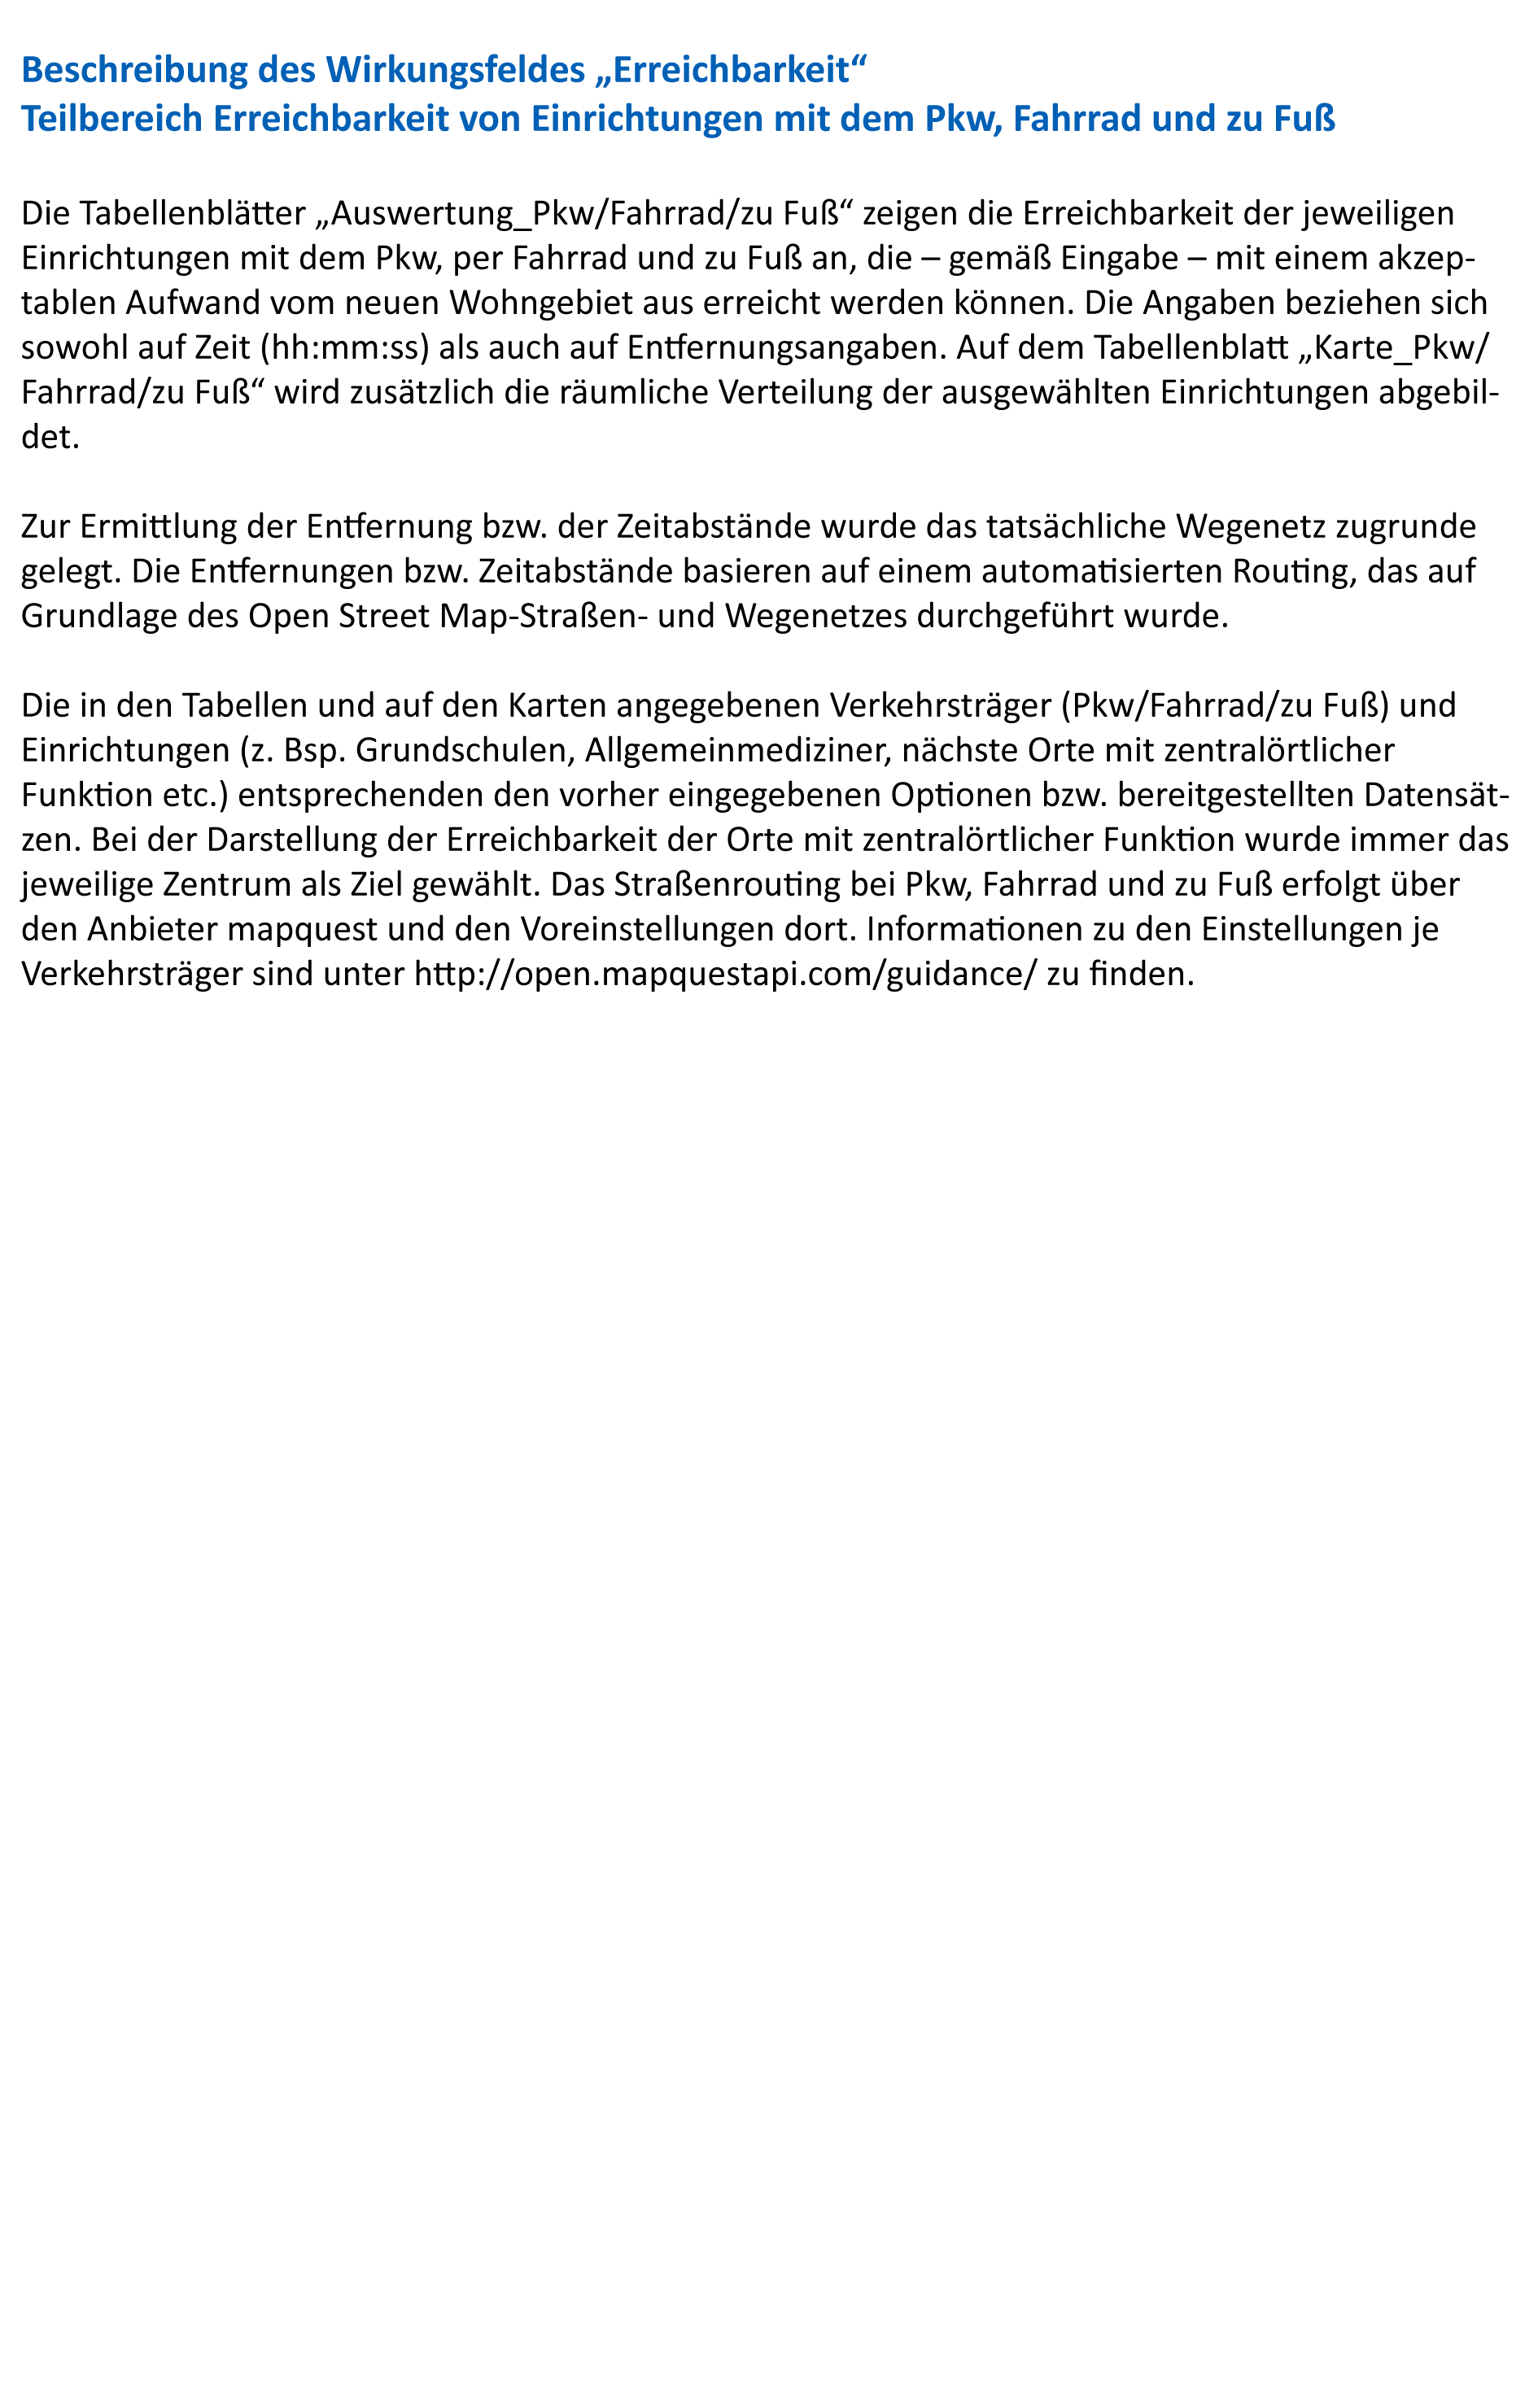 Beschreibung des Wirkungsfeldes „Erreichbarkeit“
Teilbereich Erreichbarkeit von Einrichtungen mit dem Pkw, Fahrrad und zu Fuß
Die Tabellenblätter „Auswertung_Pkw/Fahrrad/zu Fuß“ zeigen die Erreichbarkeit der jeweiligen
Einrichtungen mit dem Pkw, per Fahrrad und zu Fuß an, die – gemäß Eingabe – mit einem akzep-
tablen Aufwand vom neuen Wohngebiet aus erreicht werden können. Die Angaben beziehen sich
sowohl auf Zeit (hh:mm:ss) als auch auf Entfernungsangaben. Auf dem Tabellenblatt „Karte_Pkw/
Fahrrad/zu Fuß“ wird zusätzlich die räumliche Verteilung der ausgewählten Einrichtungen abgebil-
det.
Zur Ermittlung der Entfernung bzw. der Zeitabstände wurde das tatsächliche Wegenetz zugrunde
gelegt. Die Entfernungen bzw. Zeitabstände basieren auf einem automatisierten Routing, das auf
Grundlage des Open Street Map-Straßen- und Wegenetzes durchgeführt wurde.
Die in den Tabellen und auf den Karten angegebenen Verkehrsträger (Pkw/Fahrrad/zu Fuß) und
Einrichtungen (z. Bsp. Grundschulen, Allgemeinmediziner, nächste Orte mit zentralörtlicher
Funktion etc.) entsprechenden den vorher eingegebenen Optionen bzw. bereitgestellten Datensät-
zen. Bei der Darstellung der Erreichbarkeit der Orte mit zentralörtlicher Funktion wurde immer das
jeweilige Zentrum als Ziel gewählt. Das Straßenrouting bei Pkw, Fahrrad und zu Fuß erfolgt über
den Anbieter mapquest und den Voreinstellungen dort. Informationen zu den Einstellungen je
Verkehrsträger sind unter http://open.mapquestapi.com/guidance/ zu finden.